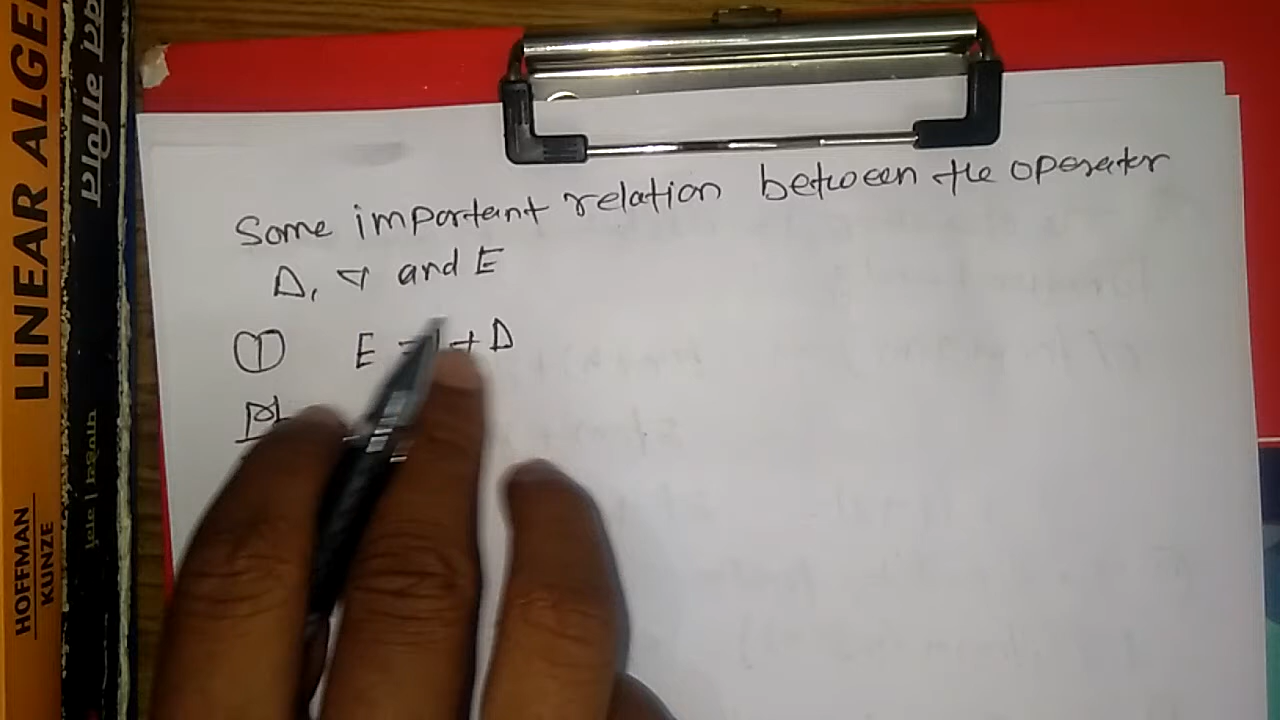 Some important relation between the operator
Δ, ∇ and E
① E = 1 + Δ
LINEAR ALGE
HOFFMAN
KUNZE